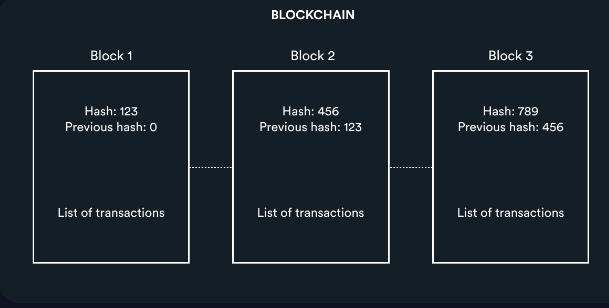 BLOCKCHAIN
Block 1
Hash: 123
Previous hash: 0
List of transactions
Block 2
Hash: 456
Previous hash: 123
List of transactions
Block 3
Hash: 789
Previous hash: 456
List of transactions